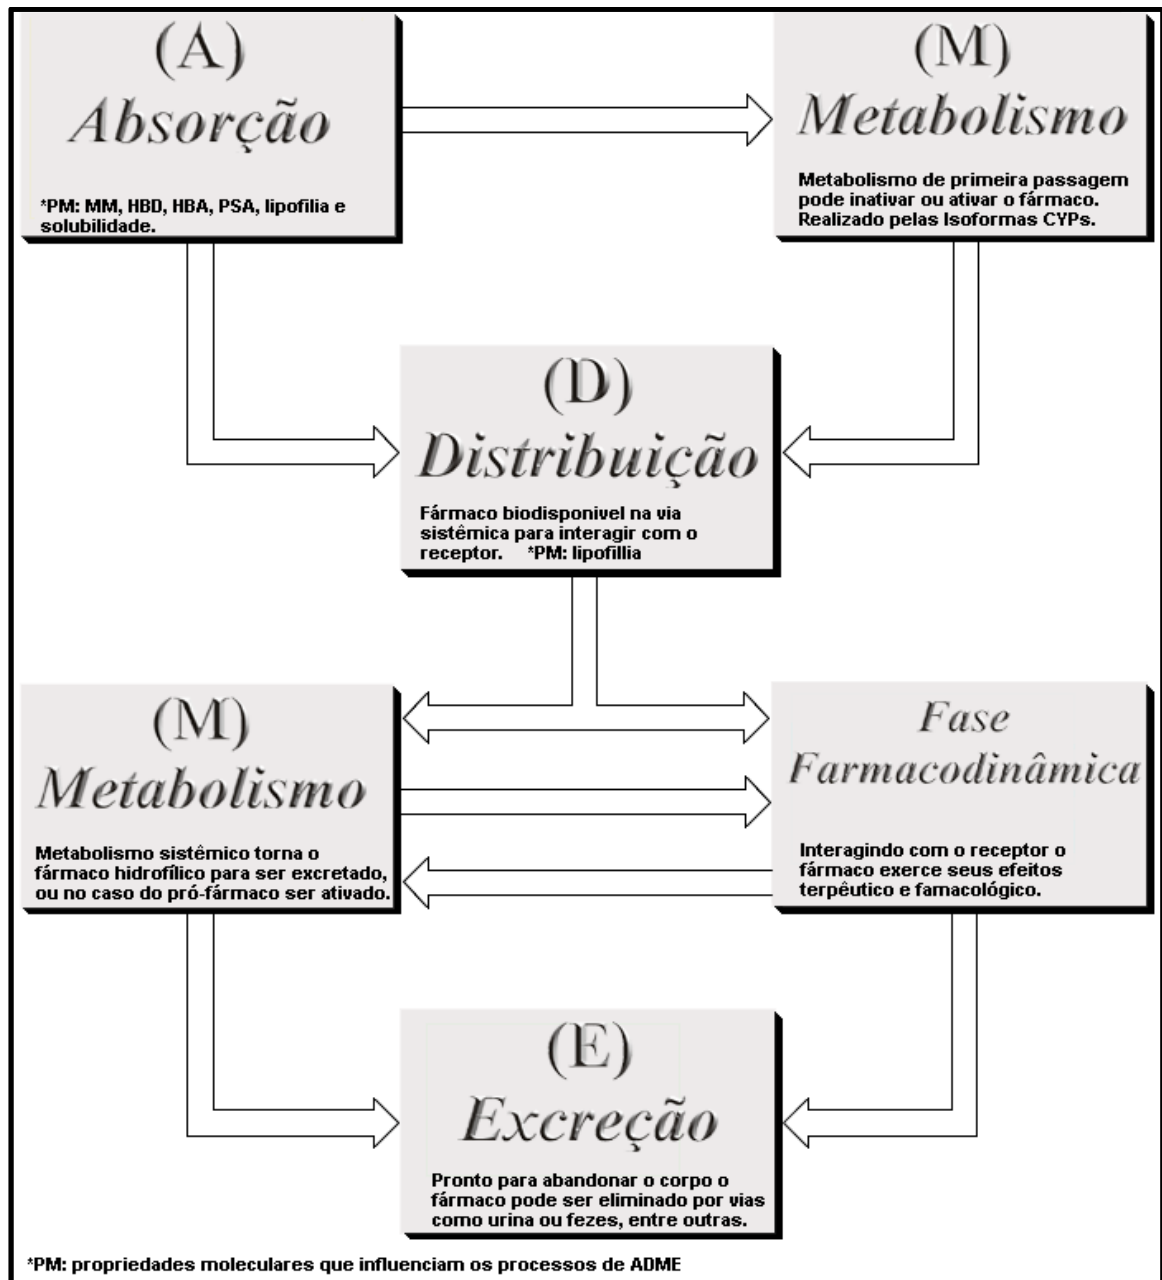 (A)
Absorção
*PM: MM, HBD, HBA, PSA, lipofilia e
solubilidade.
(M)
Metabolismo
Metabolismo de primeira passagem
pode inativar ou ativar o fármaco.
Realizado pelas Isoformas CYPs.
(D)
Distribuição
Fármaco biodisponivel na via
sistêmica para interagir com o
receptor. *PM: lipofillia
(M)
Metabolismo
Metabolismo sistêmico torna o
fármaco hidrofílico para ser excretado,
ou no caso do pró-fármaco ser ativado.
Fase
Farmacodinâmica
Interagindo com o receptor o
fármaco exerce seus efeitos
terpêutico e famacológico.
(E)
Excreção
Pronto para abandonar o corpo o
fármaco pode ser eliminado por vias
como urina ou fezes, entre outras.
*PM: propriedades moleculares que influenciam os processos de ADME